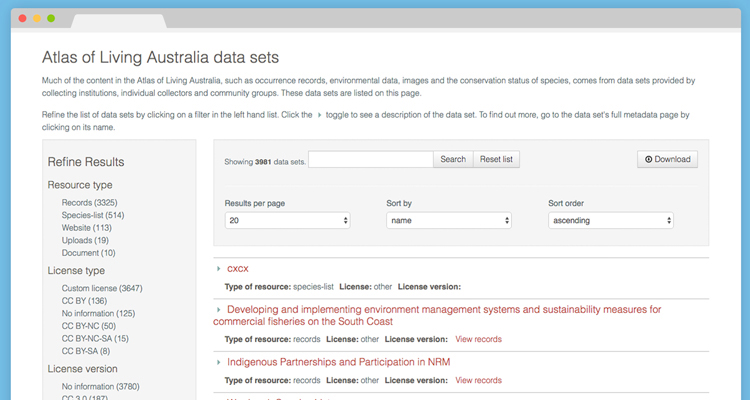 Atlas of Living Australia data sets
Much of the content in the Atlas of Living Australia, such as occurrence records, environmental data, images and the conservation status of species, comes from data sets provided by
collecting institutions, individual collectors and community groups. These data sets are listed on this page.
Refine the list of data sets by clicking on a filter in the left hand list. Click the toggle to see a description of the data set. To find out more, go to the data set's full metadata page by
clicking on its name.
Refine Results
Resource type
Records (3325)
Species-list (514)
Website (113)
Uploads (19)
Document (10)
License type
Custom license (3647)
CC BY (136)
No information (125)
CC BY-NC (50)
CC BY-NC-SA (15)
CC BY-SA (8)
License version
No information (3780)
CC 3.0 (187)
Showing 3981 data sets.
Search
Reset list
Download
Results per page
Sort by
Sort order
20
name
ascending
cxcx
Type of resource: species-list License: other License version:
Developing and implementing environment management systems and sustainability measures for
commercial fisheries on the South Coast
Type of resource: records License: other License version: View records
Indigenous Partnerships and Participation in NRM
Type of resource: records License: other License version: View records